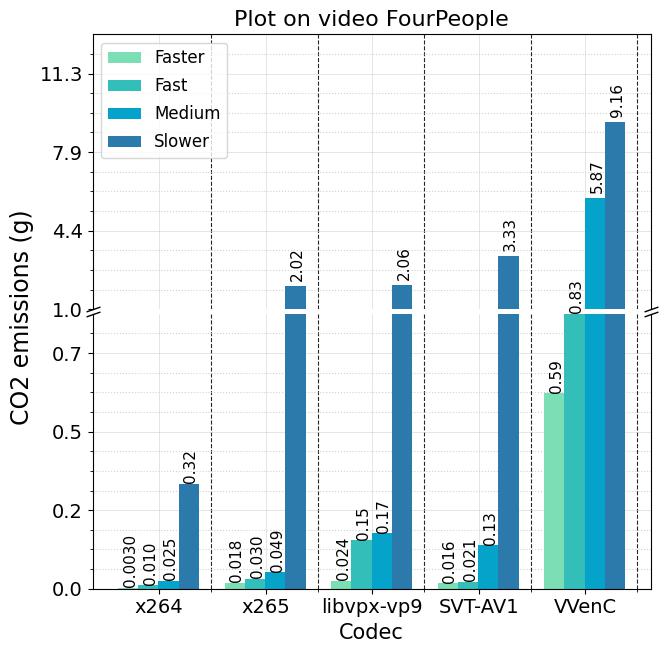 Plot on video FourPeople
Faster
Fast
Medium
Slower
CO2 emissions (g)
11.3
7.9
4.4
1.0
1.0
0.7
0.5
0.2
0.0
0.0030
0.010
0.025
0.32
0.018
0.030
0.049
2.02
0.024
0.15
0.17
2.06
0.016
0.021
0.13
3.33
0.59
0.83
5.87
9.16
x264
x265
libvpx-vp9
SVT-AV1
VVenC
Codec